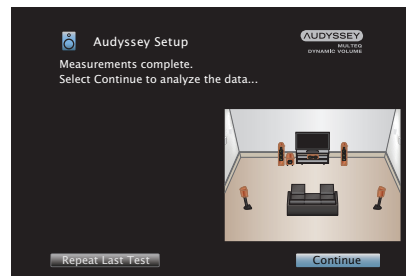 Audyssey Setup
AUDYSSEY
MULTEQ
DYNAMIC VOLUME
Measurements complete.
Select Continue to analyze the data...
Repeat Last Test
Continue